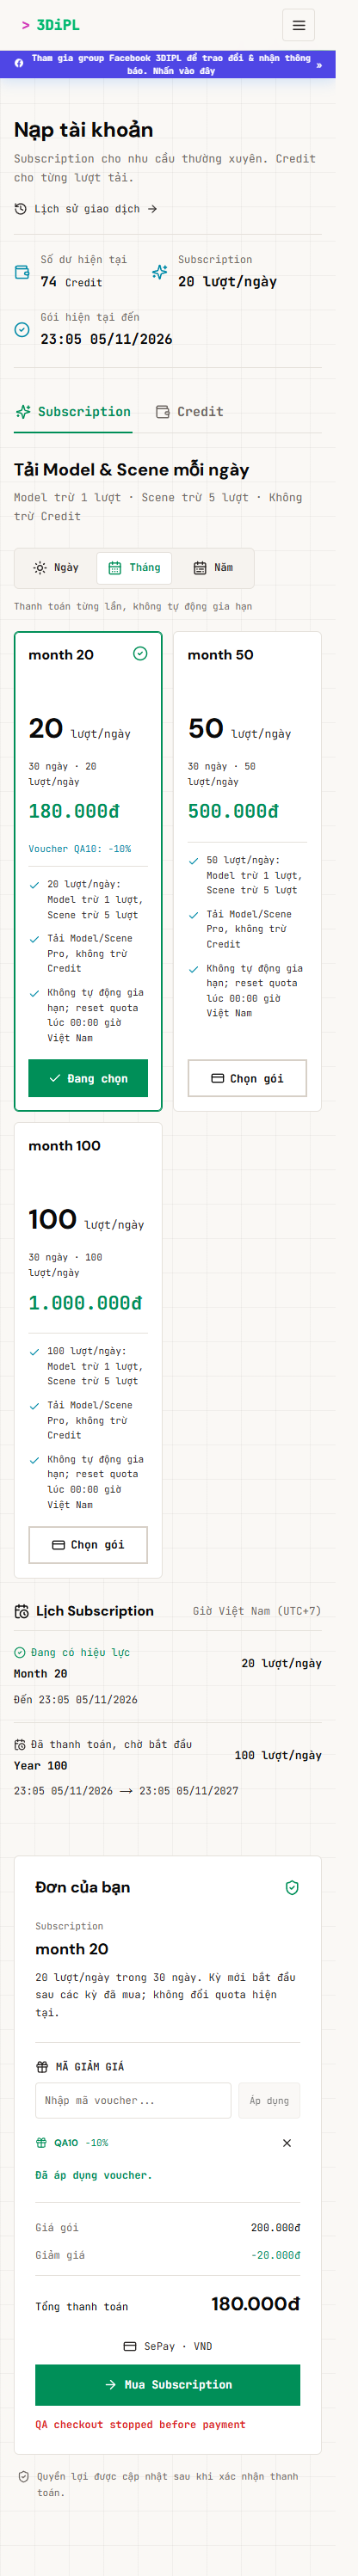 > 3DiPL
Tham gia group Facebook 3DIPL để trao đổi & nhận thông
báo. Nhấn vào đây »
Nạp tài khoản
Subscription cho nhu cầu thường xuyên. Credit
cho từng lượt tải.
Lịch sử giao dịch →
Số dư hiện tại
74 Credit
Subscription
20 lượt/ngày
Gói hiện tại đến
23:05 05/11/2026
Subscription
Credit
Tải Model & Scene mỗi ngày
Model trừ 1 lượt · Scene trừ 5 lượt · Không
trừ Credit
Ngày
Tháng
Năm
Thanh toán từng lần, không tự động gia hạn
month 20
20 lượt/ngày
30 ngày · 20
lượt/ngày
180.000đ
Voucher QA10: -10%
20 lượt/ngày:
Model trừ 1 lượt,
Scene trừ 5 lượt
Tải Model/Scene
Pro, không trừ
Credit
Không tự động gia
hạn; reset quota
lúc 00:00 giờ
Việt Nam
Đang chọn
month 50
50 lượt/ngày
30 ngày · 50
lượt/ngày
500.000đ
50 lượt/ngày:
Model trừ 1 lượt,
Scene trừ 5 lượt
Tải Model/Scene
Pro, không trừ
Credit
Không tự động gia
hạn; reset quota
lúc 00:00 giờ
Việt Nam
Chọn gói
month 100
100 lượt/ngày
30 ngày · 100
lượt/ngày
1.000.000đ
100 lượt/ngày:
Model trừ 1 lượt,
Scene trừ 5 lượt
Tải Model/Scene
Pro, không trừ
Credit
Không tự động gia
hạn; reset quota
lúc 00:00 giờ
Việt Nam
Chọn gói
Lịch Subscription
Giờ Việt Nam (UTC+7)
Đang có hiệu lực
Month 20
20 lượt/ngày
Đến 23:05 05/11/2026
Đã thanh toán, chờ bắt đầu
Year 100
100 lượt/ngày
23:05 05/11/2026 → 23:05 05/11/2027
Đơn của bạn
Subscription
month 20
20 lượt/ngày trong 30 ngày. Kỳ mới bắt đầu
sau các kỳ đã mua; không đổi quota hiện
tại.
MÃ GIẢM GIÁ
Nhập mã voucher...
Áp dụng
QA10 -10%
Đã áp dụng voucher.
Giá gói 200.000đ
Giảm giá -20.000đ
Tổng thanh toán 180.000đ
SePay · VND
→ Mua Subscription
QA checkout stopped before payment
Quyền lợi được cập nhật sau khi xác nhận thanh
toán.